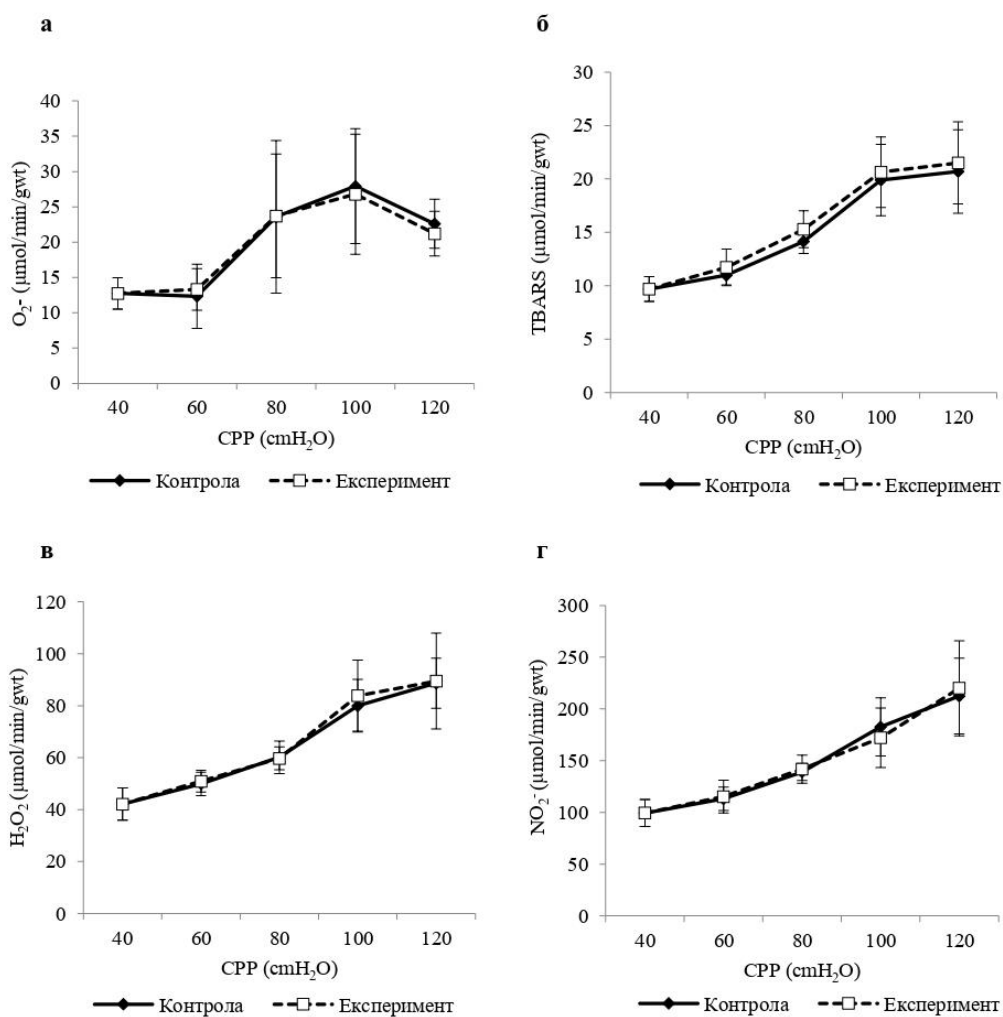 а
40
35
30
25
20
15
10
5
0
O₂- (µmol/min/gwt)
40 60 80 100 120
CPP (cmH₂O)
Контрола Експеримент
б
30
25
20
15
10
5
0
TBARS (µmol/min/gwt)
40 60 80 100 120
CPP (cmH₂O)
Контрола Експеримент
в
120
100
80
60
40
20
0
H₂O₂ (µmol/min/gwt)
40 60 80 100 120
CPP (cmH₂O)
Контрола Експеримент
г
300
250
200
150
100
50
0
NO₂⁻ (µmol/min/gwt)
40 60 80 100 120
CPP (cmH₂O)
Контрола Експеримент